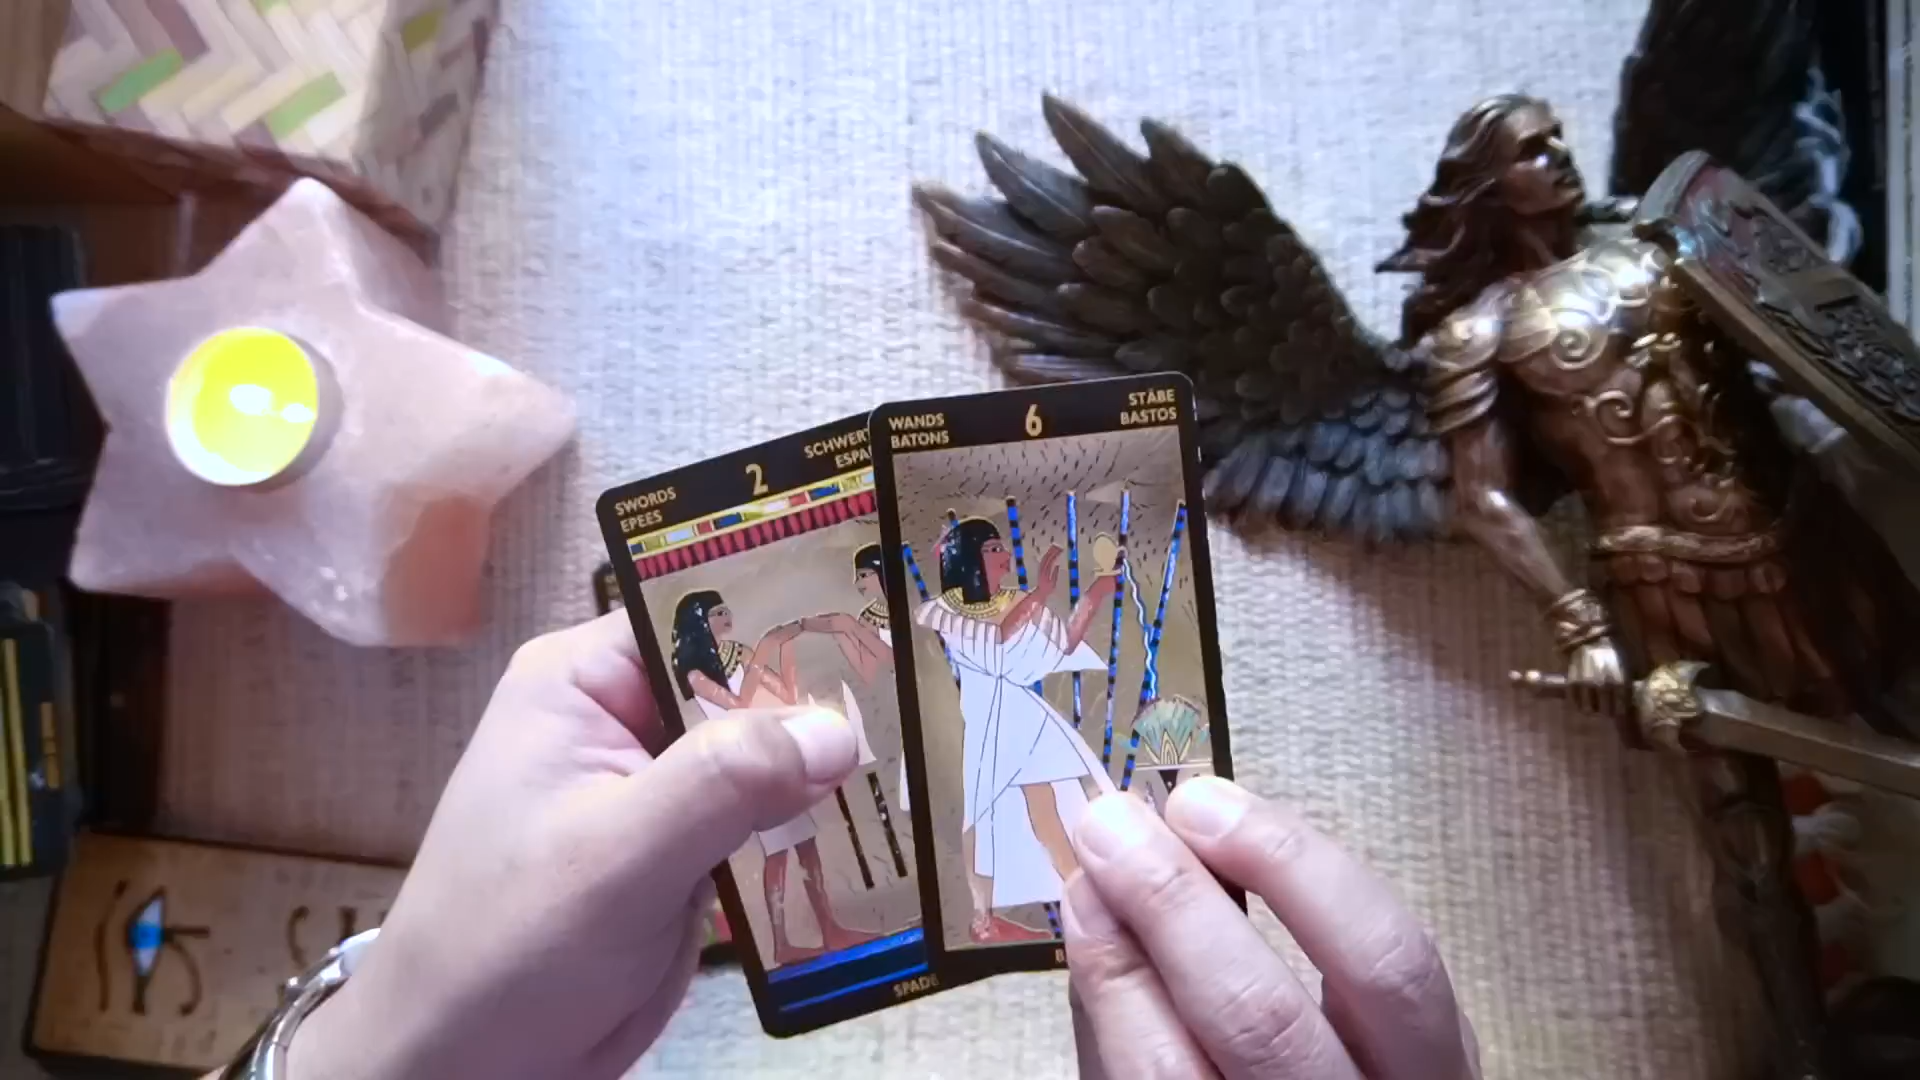 SWORDS
EPEES
2
SCHWERT
ESPA
SPADE
WANDS
BATONS
6
STÄBE
BASTOS
B